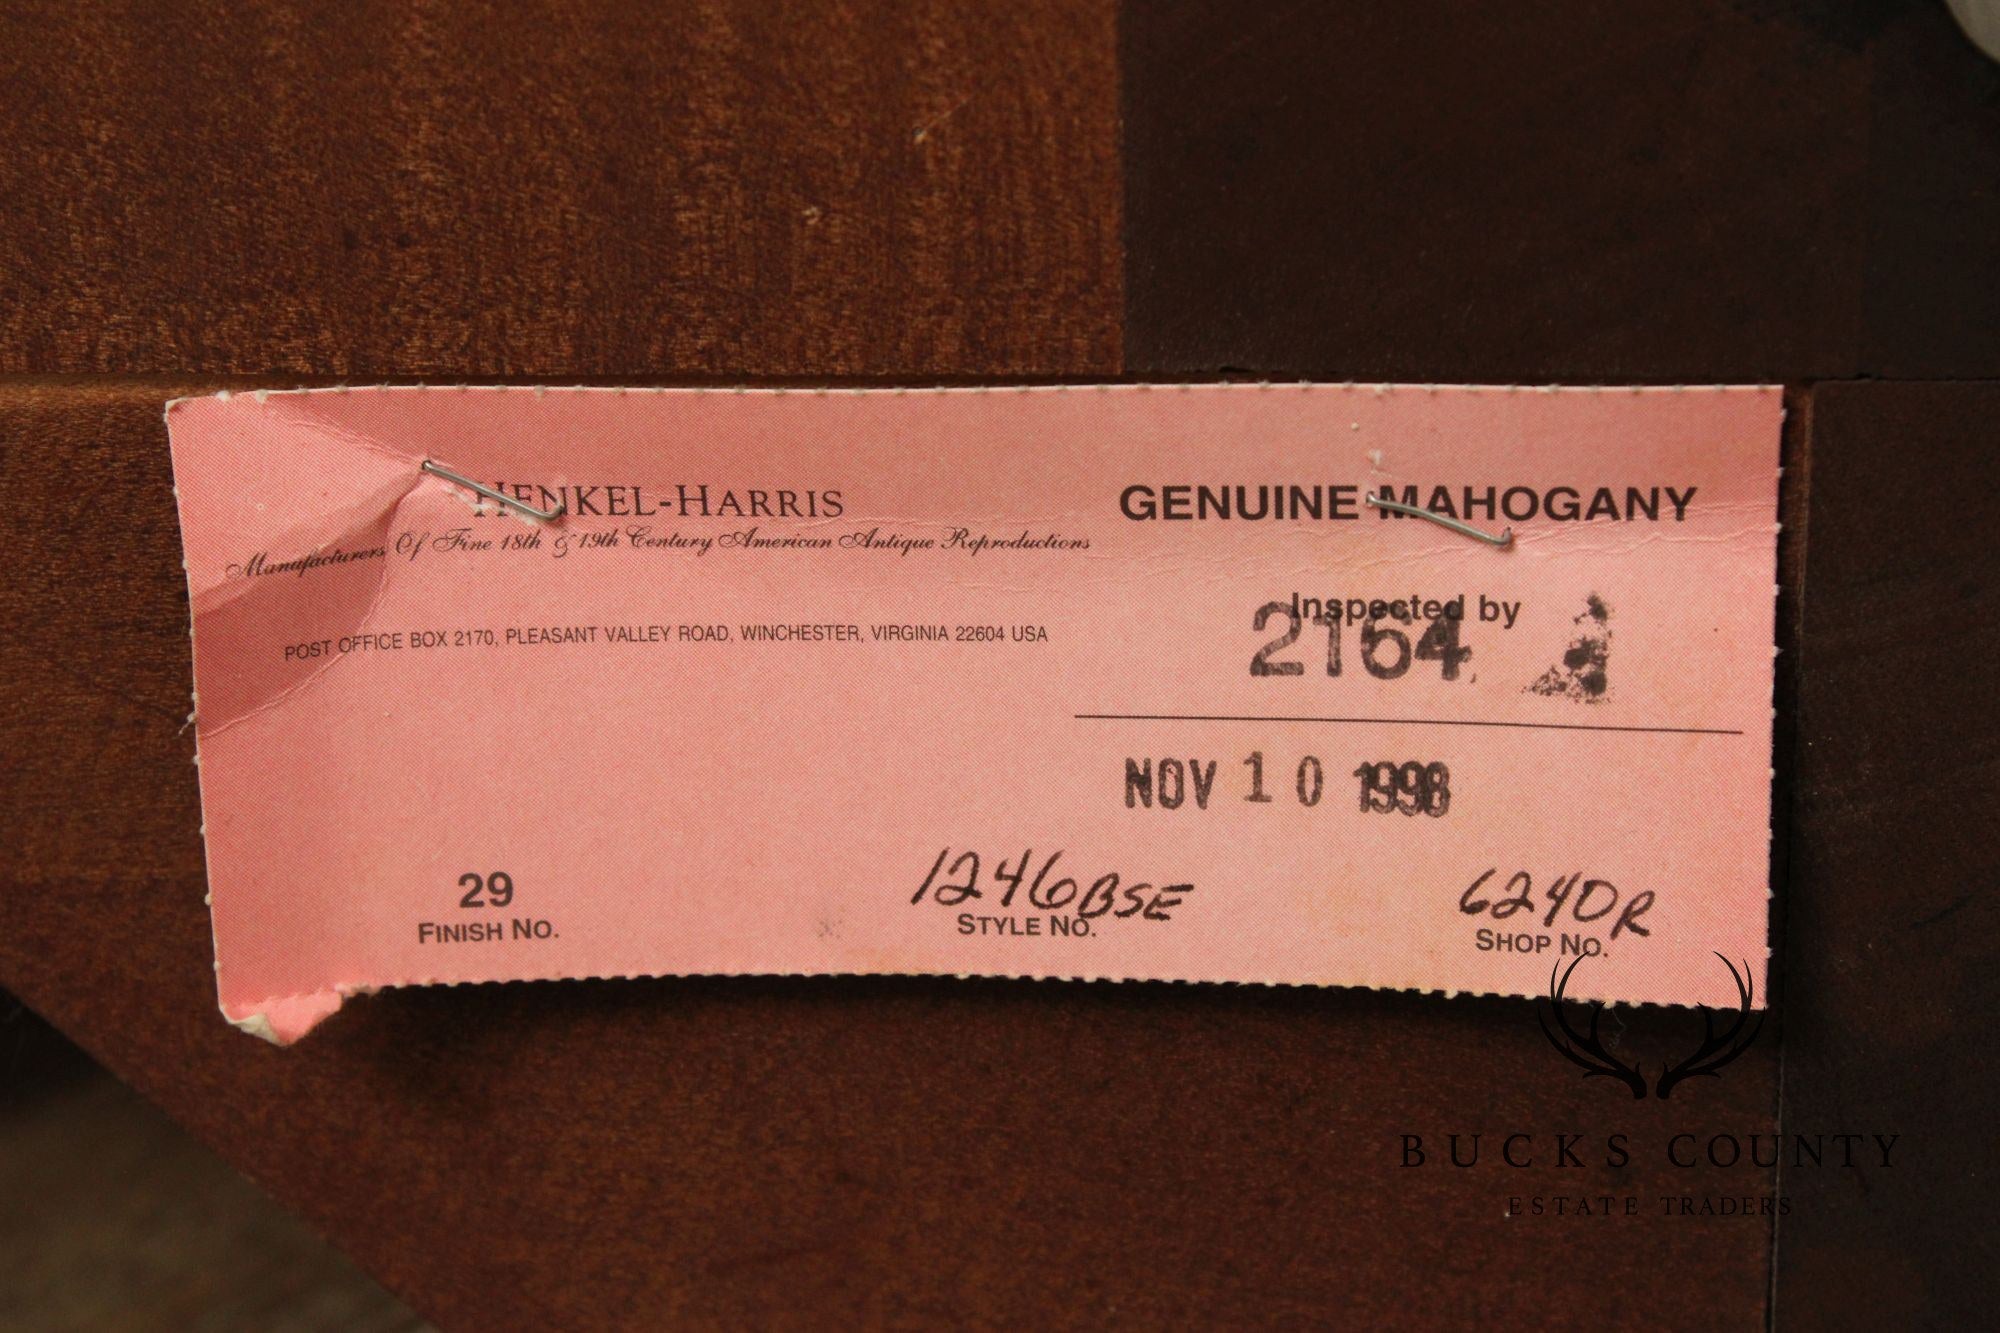 HENKEL-HARRIS
Manufacturers Of Fine 18th & 19th Century American Antique Reproductions
POST OFFICE BOX 2170, PLEASANT VALLEY ROAD, WINCHESTER, VIRGINIA 22604 USA
GENUINE MAHOGANY
Inspected by
2164
NOV 10 1998
29
FINISH NO.
1246BSE
STYLE NO.
6240R
SHOP NO.
BUCKS COUNTY
ESTATE TRADERS